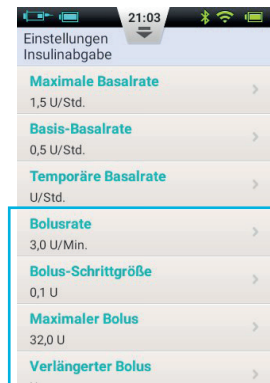 21:03
Einstellungen
Insulinabgabe
Maximale Basalrate
1,5 U/Std.
Basis-Basalrate
0,5 U/Std.
Temporäre Basalrate
U/Std.
Bolusrate
3,0 U/Min.
Bolus-Schrittgröße
0,1 U
Maximaler Bolus
32,0 U
Verlängerter Bolus